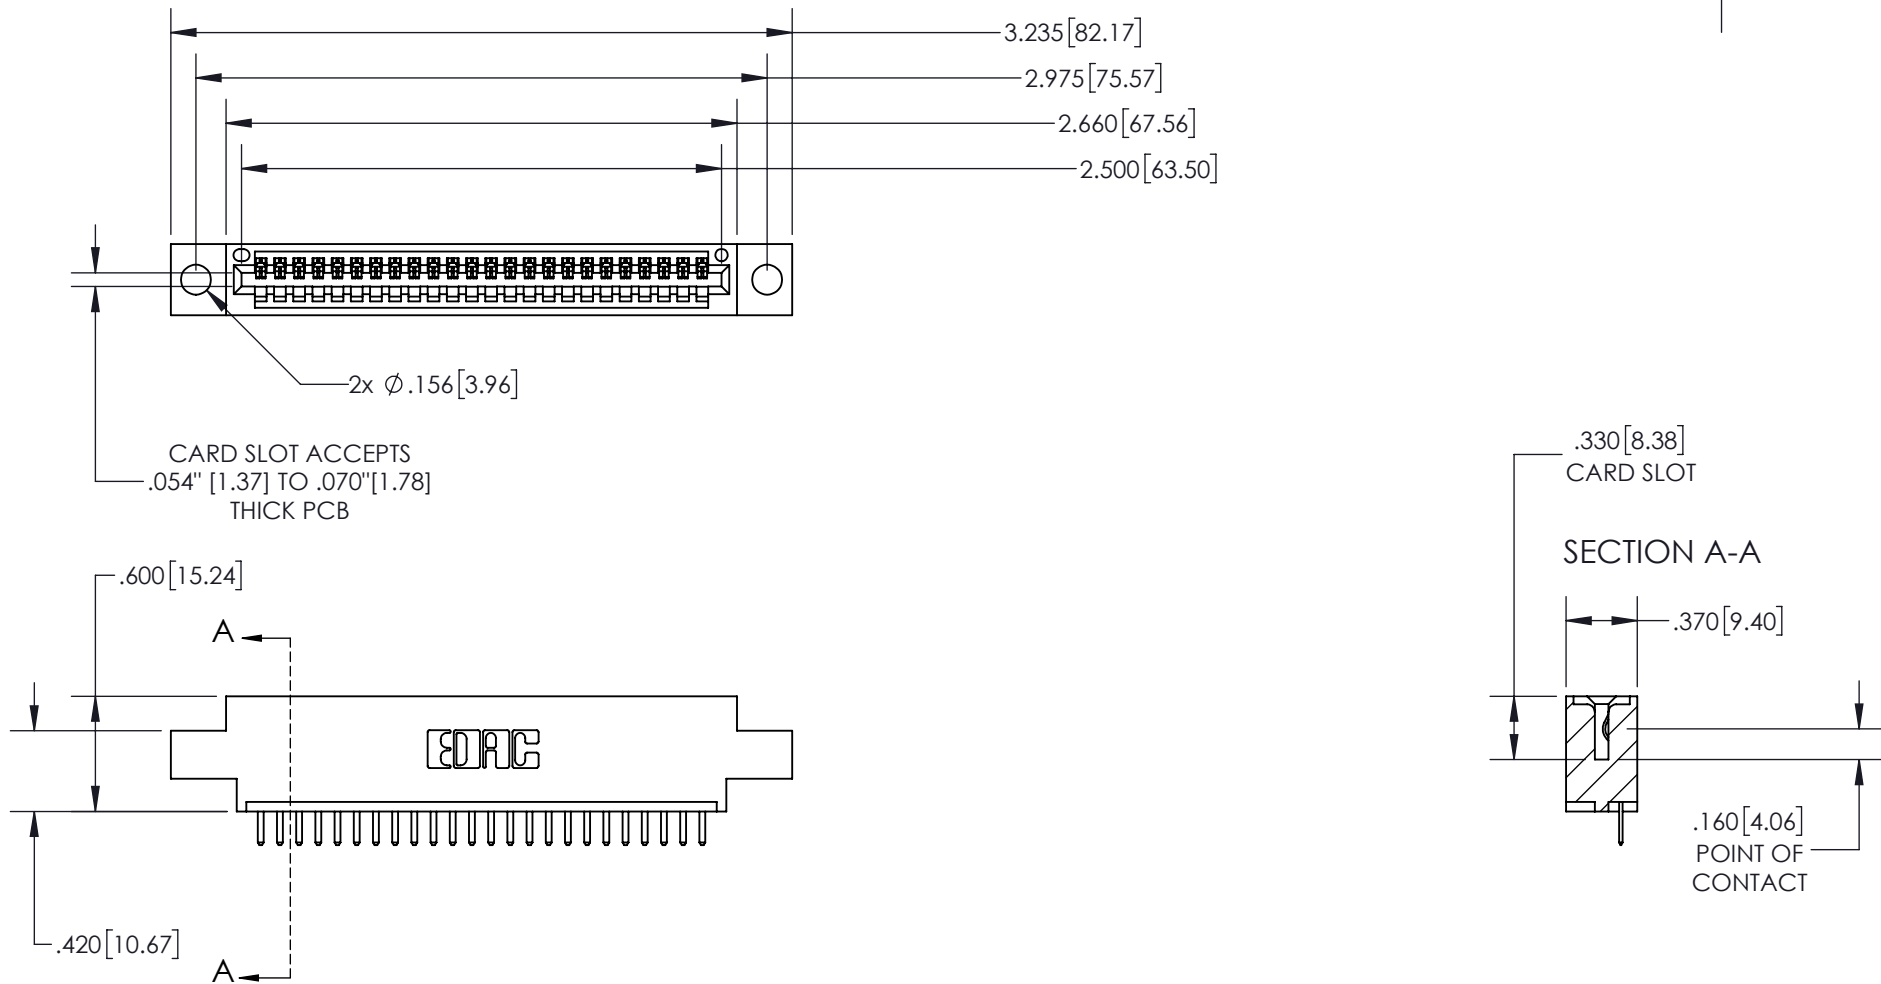 3.235[82.17]
2.975[75.57]
2.660[67.56]
2.500[63.50]
2x ∅.156[3.96]
CARD SLOT ACCEPTS
.054" [1.37] TO .070"[1.78]
THICK PCB
.330[8.38]
CARD SLOT
SECTION A-A
.600[15.24]
.370[9.40]
A
EDAC
.160[4.06]
POINT OF
CONTACT
.420[10.67]
A